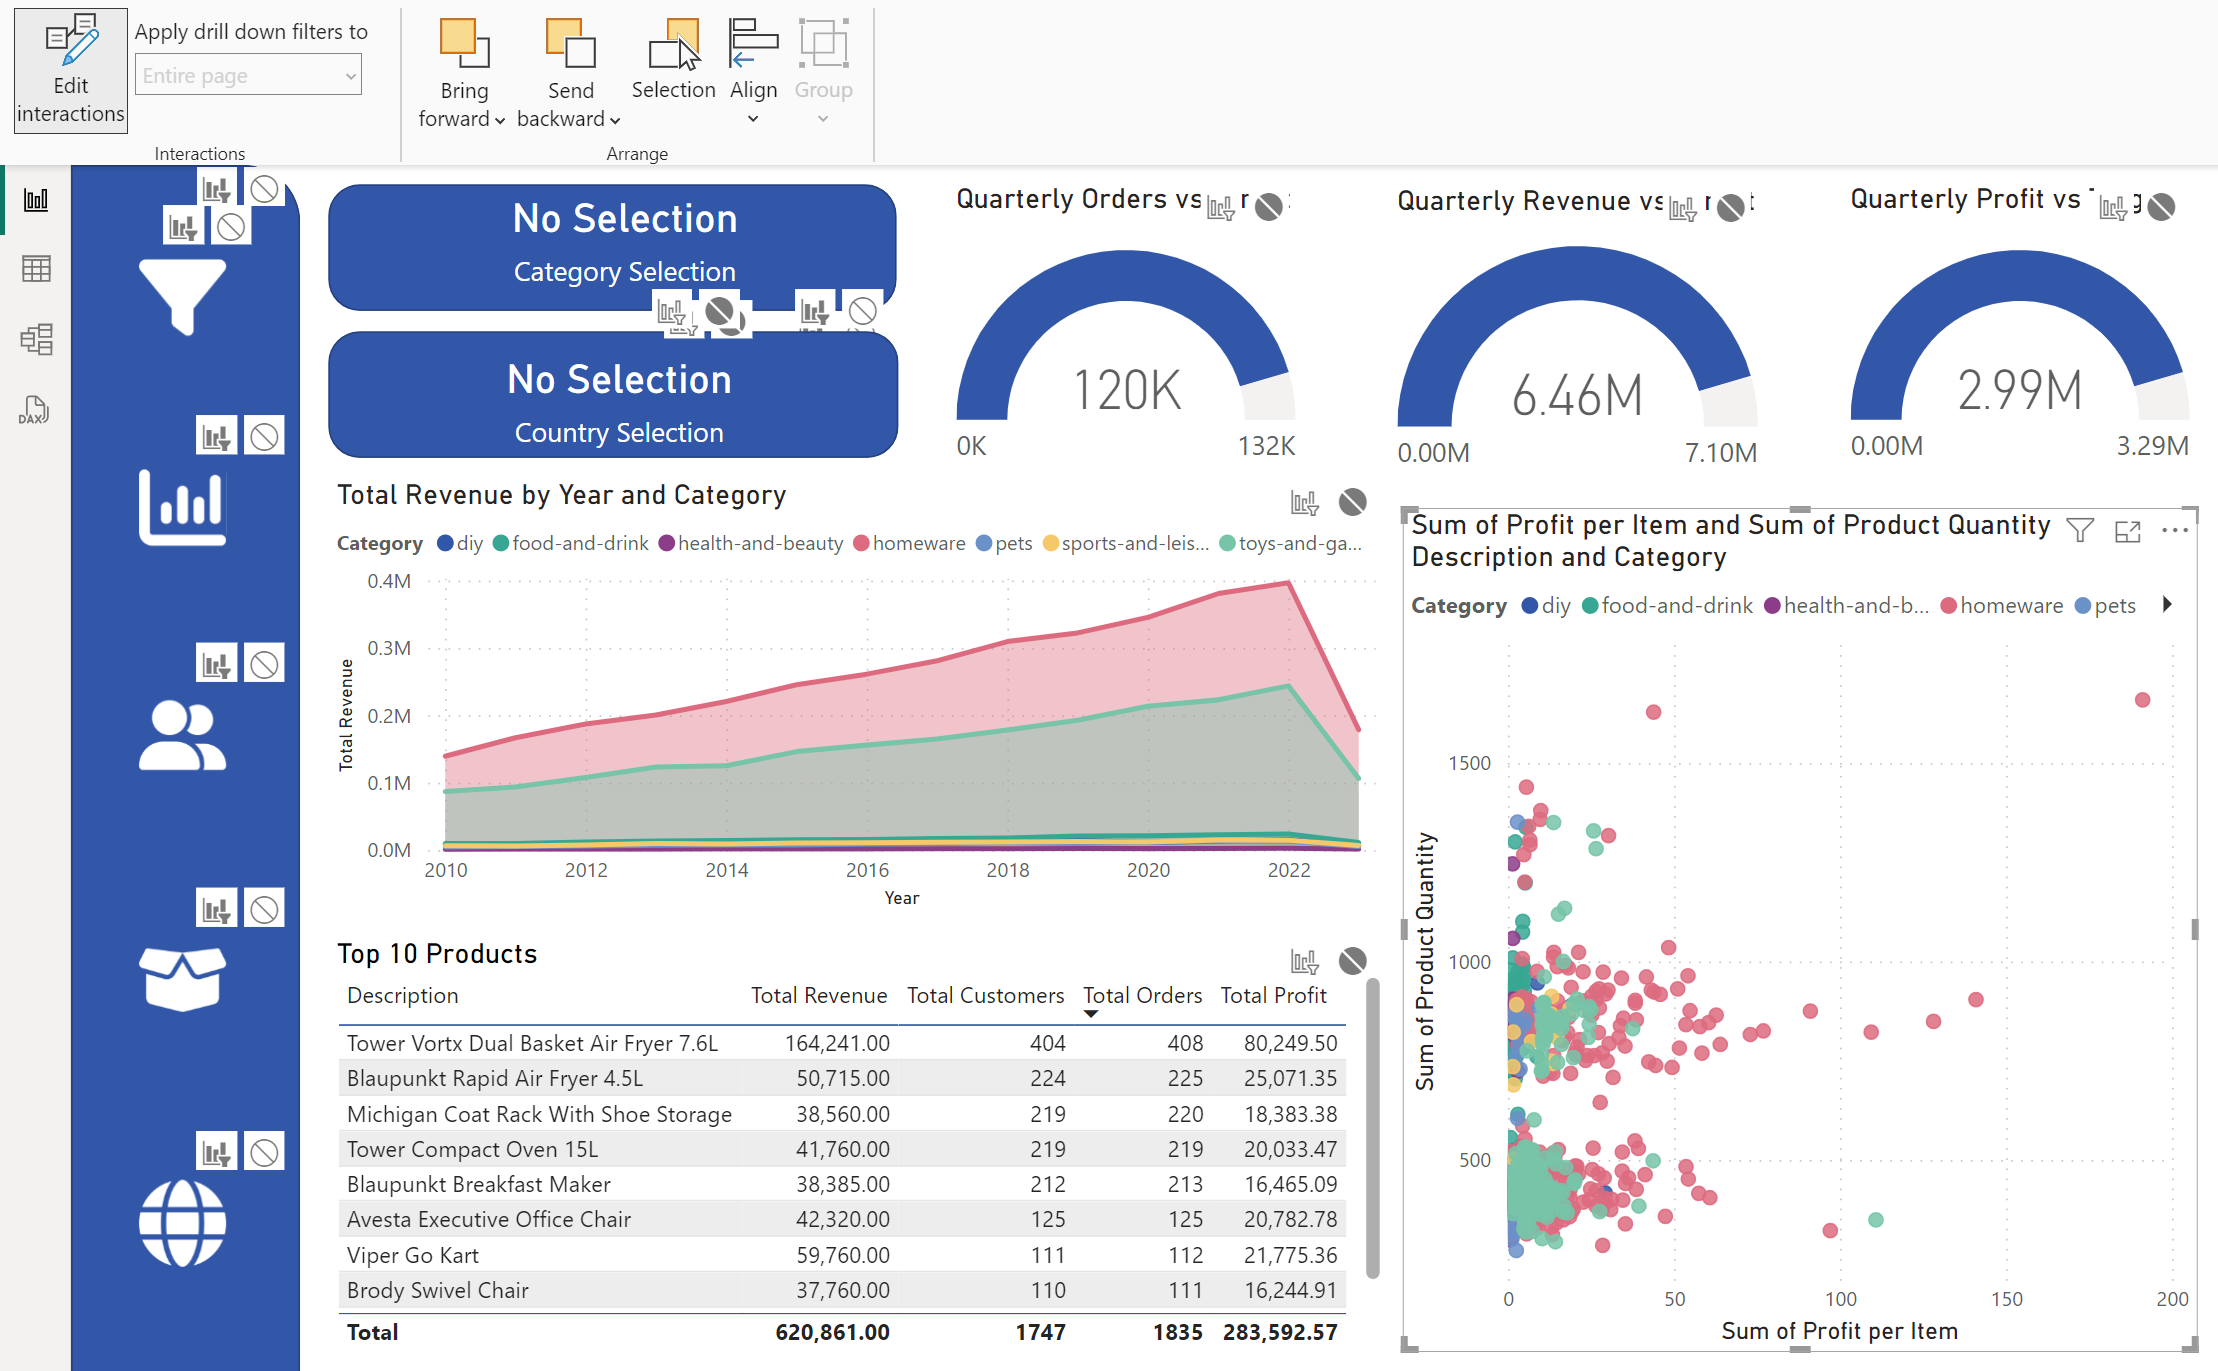 Apply drill down filters to
Entire page
Edit
interactions
Interactions
Bring
forward
Send
backward
Selection
Align
Group
Arrange
DAX
No Selection
Category Selection
No Selection
Country Selection
Quarterly Orders vs
120K
0K
132K
Quarterly Revenue vs
6.46M
0.00M
7.10M
Quarterly Profit vs
2.99M
0.00M
3.29M
Total Revenue by Year and Category
Category diy food-and-drink health-and-beauty homeware pets sports-and-leis... toys-and-ga...
Total Revenue
0.4M
0.3M
0.2M
0.1M
0.0M
2010 2012 2014 2016 2018 2020 2022
Year
Top 10 Products
Description Total Revenue Total Customers Total Orders Total Profit
Tower Vortx Dual Basket Air Fryer 7.6L 164,241.00 404 408 80,249.50
Blaupunkt Rapid Air Fryer 4.5L 50,715.00 224 225 25,071.35
Michigan Coat Rack With Shoe Storage 38,560.00 219 220 18,383.38
Tower Compact Oven 15L 41,760.00 219 219 20,033.47
Blaupunkt Breakfast Maker 38,385.00 212 213 16,465.09
Avesta Executive Office Chair 42,320.00 125 125 20,782.78
Viper Go Kart 59,760.00 111 112 21,775.36
Brody Swivel Chair 37,760.00 110 111 16,244.91
Total 620,861.00 1747 1835 283,592.57
Sum of Profit per Item and Sum of Product Quantity
Description and Category
Category diy food-and-drink health-and-b... homeware pets
Sum of Product Quantity
1500
1000
500
0 50 100 150 200
Sum of Profit per Item